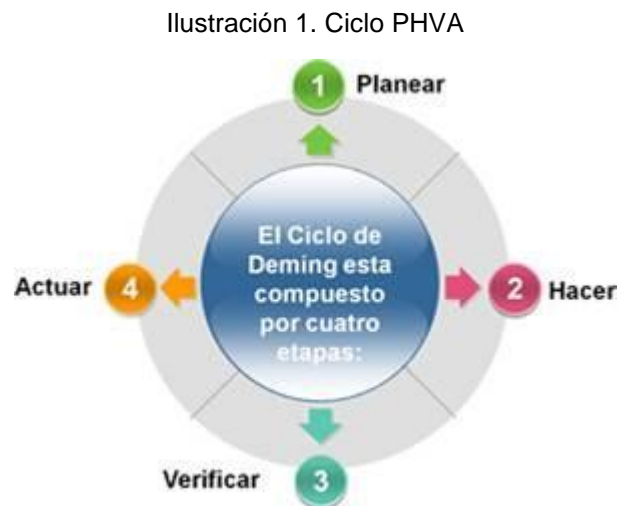 Ilustración 1. Ciclo PHVA
1 Planear
El Ciclo de
Deming esta
compuesto
por cuatro
etapas:
Actuar 4
2 Hacer
Verificar 3